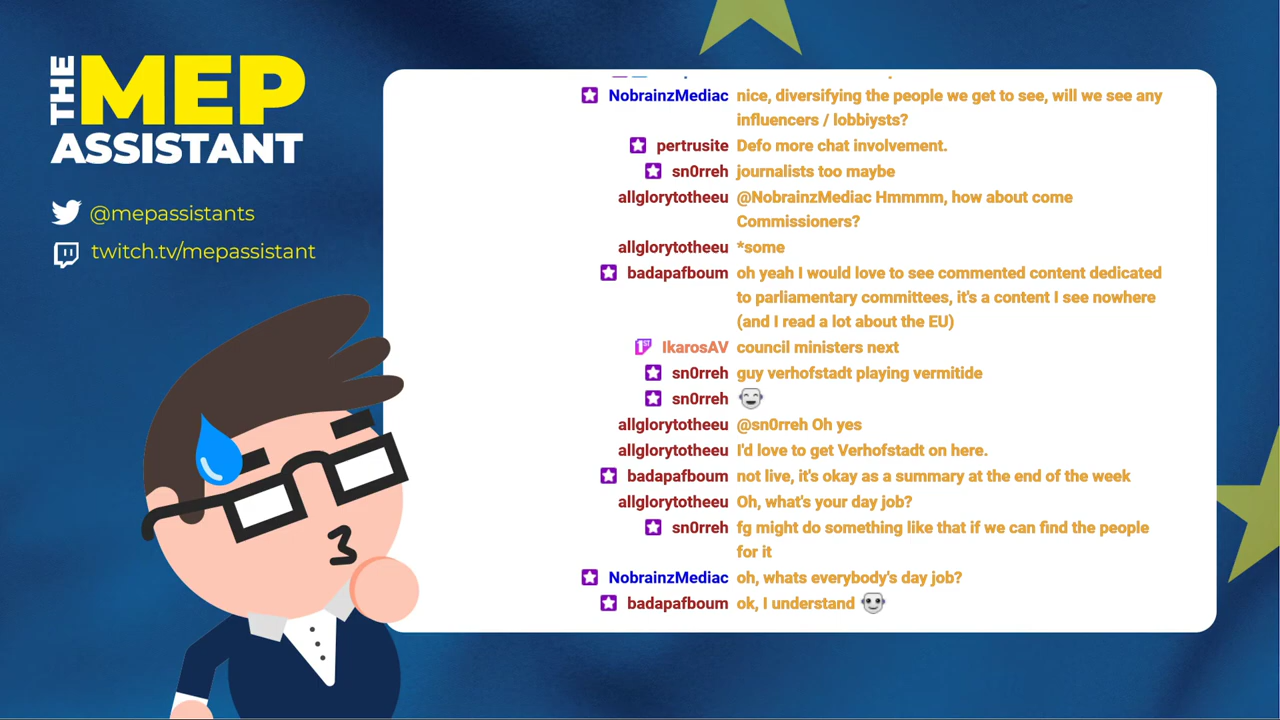 THE MEP
ASSISTANT
@mepassistants
twitch.tv/mepassistant
NobrainzMediac nice, diversifying the people we get to see, will we see any
influencers / lobbiysts?
pertrusite Defo more chat involvement.
sn0rreh journalists too maybe
allglorytotheeu @NobrainzMediac Hmmmm, how about come
Commissioners?
allglorytotheeu *some
badapafboum oh yeah I would love to see commented content dedicated
to parliamentary committees, it's a content I see nowhere
(and I read a lot about the EU)
IkarosAV council ministers next
sn0rreh guy verhofstadt playing vermitide
sn0rreh
allglorytotheeu @sn0rreh Oh yes
allglorytotheeu I'd love to get Verhofstadt on here.
badapafboum not live, it's okay as a summary at the end of the week
allglorytotheeu Oh, what's your day job?
sn0rreh fg might do something like that if we can find the people
for it
NobrainzMediac oh, whats everybody's day job?
badapafboum ok, I understand